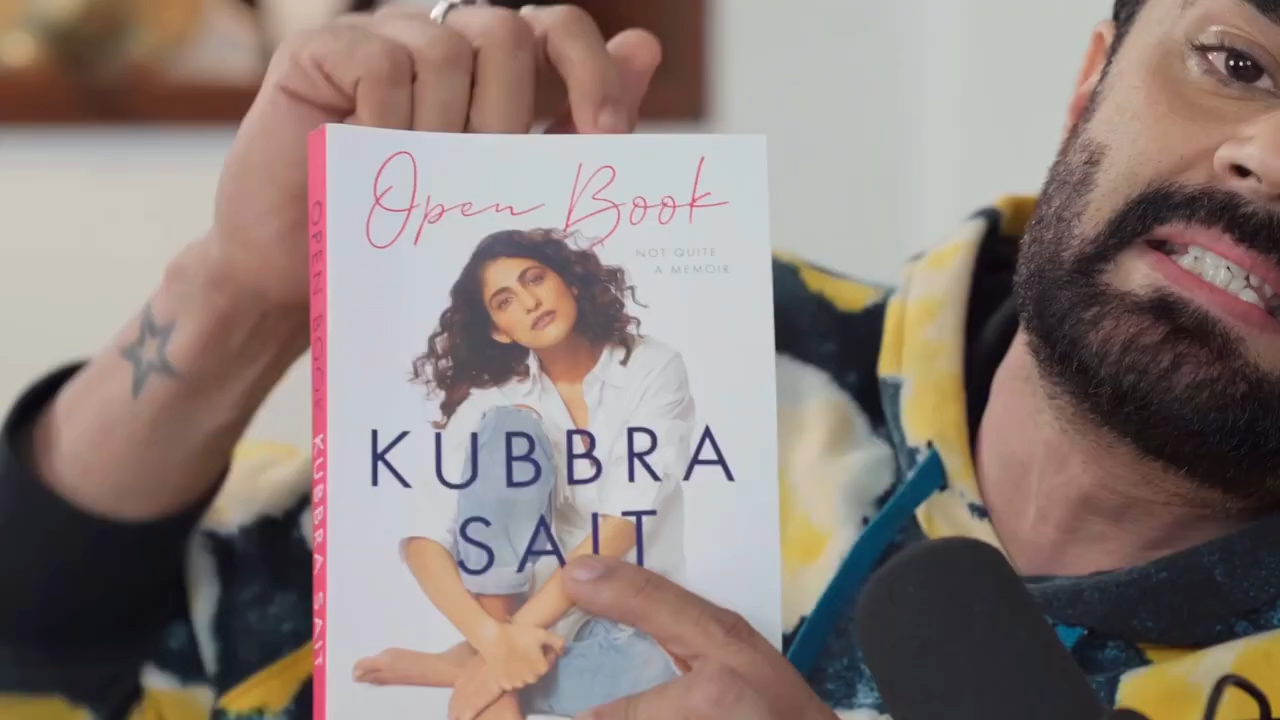 Open Book
NOT QUITE
A MEMOIR
KUBBRA
SAIT
OPEN BOOK KUBBRA SAIT